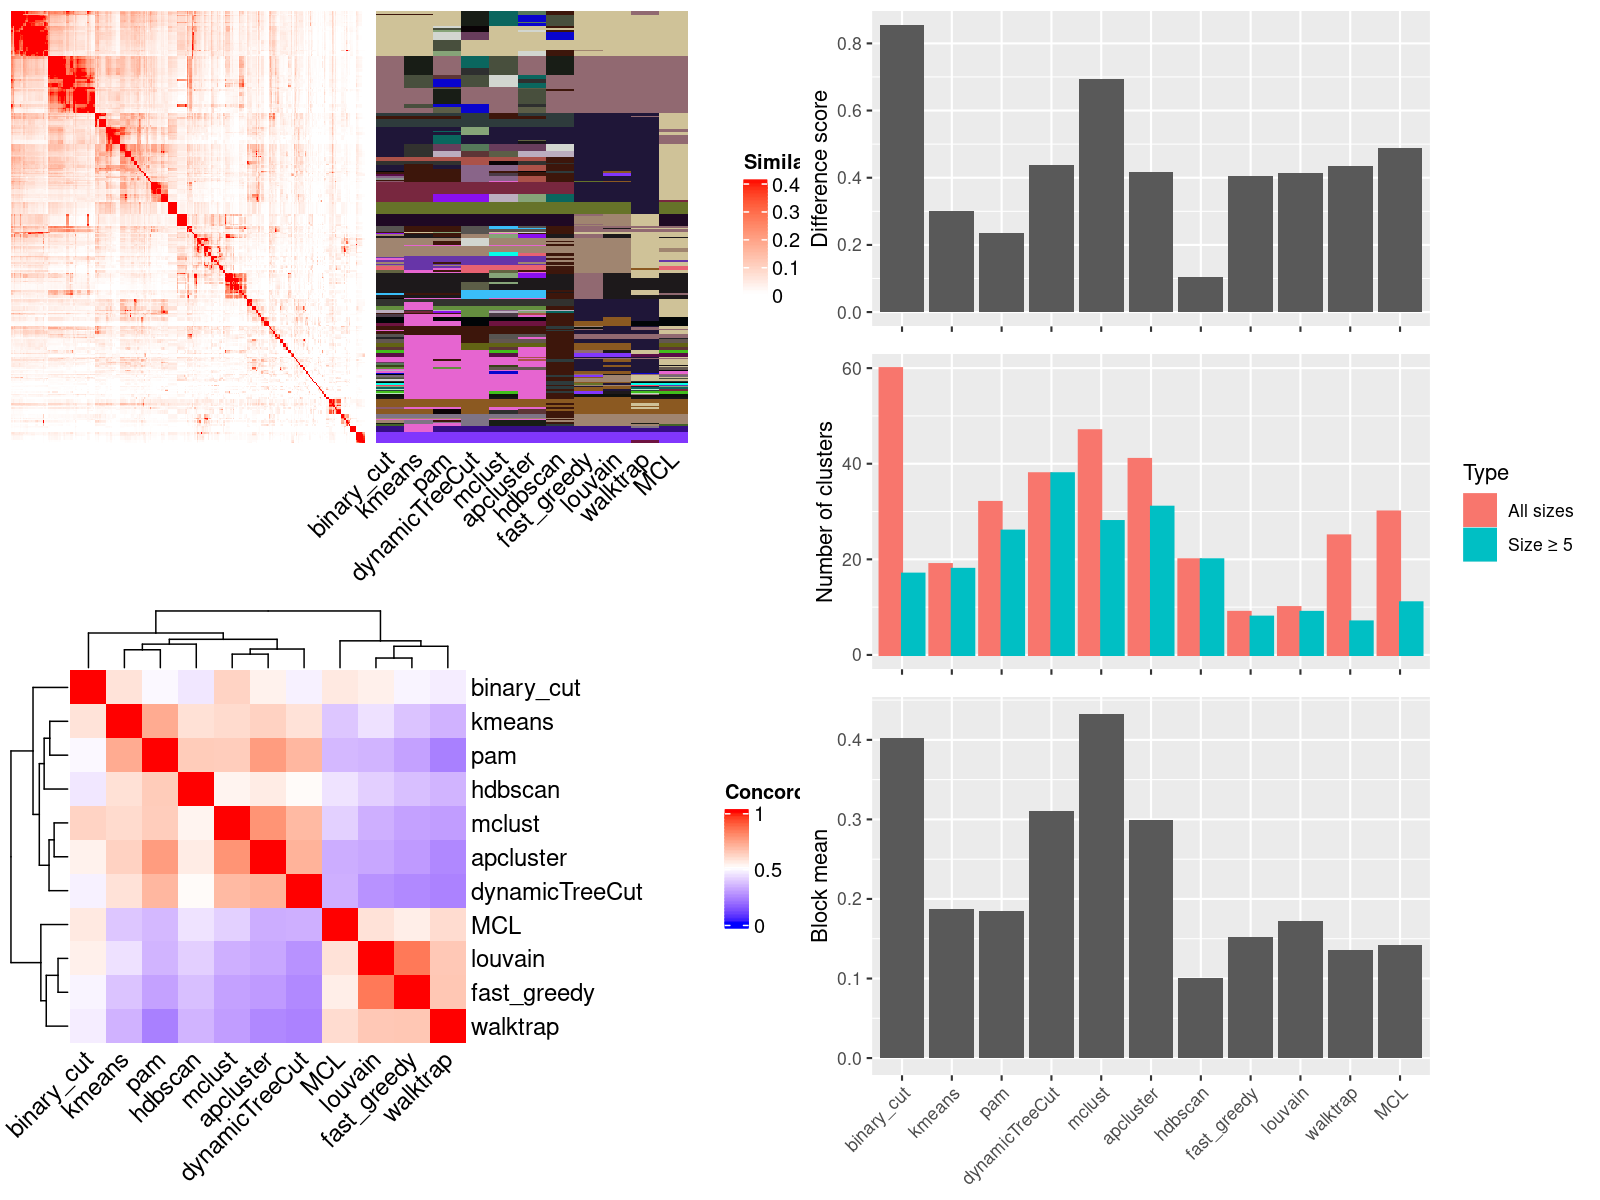 Simila
0.4
0.3
0.2
0.1
0
binary_cut
kmeans
pam
dynamicTreeCut
mclust
apcluster
hdbscan
fast_greedy
louvain
walktrap
MCL
binary_cut
kmeans
pam
hdbscan
mclust
apcluster
dynamicTreeCut
MCL
louvain
fast_greedy
walktrap
Concord
1
0.5
0
binary_cut
kmeans
pam
hdbscan
mclust
apcluster
dynamicTreeCut
MCL
louvain
fast_greedy
walktrap
Difference score
0.8
0.6
0.4
0.2
0.0
Number of clusters
60
40
20
0
Type
All sizes
Size ≥ 5
Block mean
0.4
0.3
0.2
0.1
0.0
binary_cut
kmeans
pam
dynamicTreeCut
mclust
apcluster
hdbscan
fast_greedy
louvain
walktrap
MCL